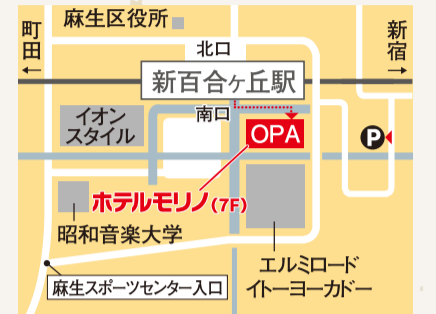 麻生区役所
町田
←
新宿
→
北口
新百合ヶ丘駅
南口
イオン
スタイル
OPA
P
ホテルモリノ(7F)
昭和音楽大学
エルミロード
イトーヨーカドー
麻生スポーツセンター入口